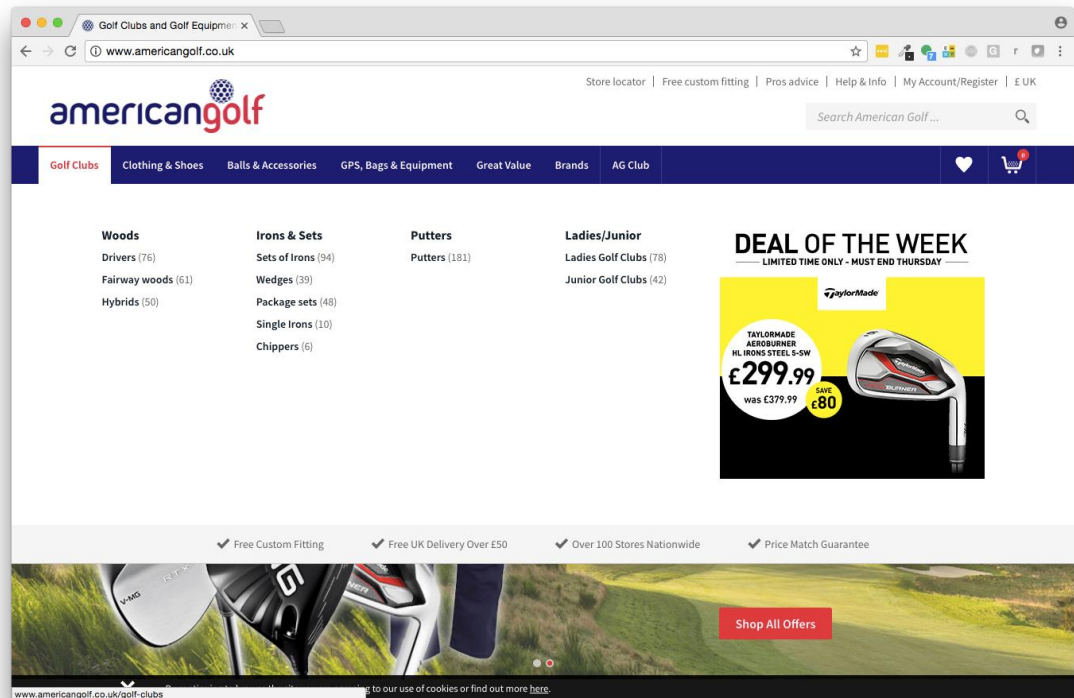 Golf Clubs and Golf Equipmen
www.americangolf.co.uk
7
G
r
americangolf
Store locator | Free custom fitting | Pros advice | Help & Info | My Account/Register | £ UK
Search American Golf ...
Golf Clubs Clothing & Shoes Balls & Accessories GPS, Bags & Equipment Great Value Brands AG Club
0
Woods
Drivers (76)
Fairway woods (61)
Hybrids (50)
Irons & Sets
Sets of Irons (94)
Wedges (39)
Package sets (48)
Single Irons (10)
Chippers (6)
Putters
Putters (181)
Ladies/Junior
Ladies Golf Clubs (78)
Junior Golf Clubs (42)
DEAL OF THE WEEK
LIMITED TIME ONLY - MUST END THURSDAY
TaylorMade
TAYLORMADE
AEROBURNER
HL IRONS STEEL 5-SW
£299.99
was £379.99
SAVE
£80
TaylorMade
BURNER
Free Custom Fitting
Free UK Delivery Over £50
Over 100 Stores Nationwide
Price Match Guarantee
RTX
V-MG
Shop All Offers
to our use of cookies or find out more here.
www.americangolf.co.uk/golf-clubs